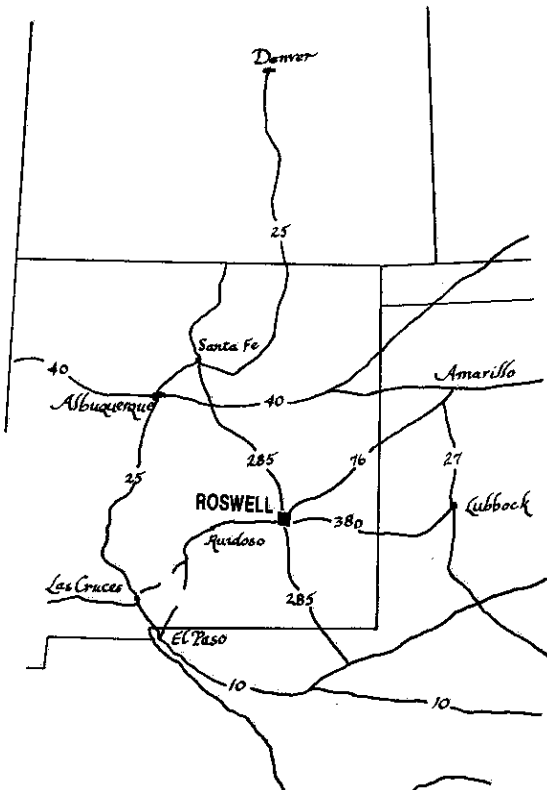 Denver
25
Santa Fe
40
Amarillo
Albuquerque
40
285
76
27
25
ROSWELL
380
Lubbock
Ruidoso
Las Cruces
285
El Paso
10
10